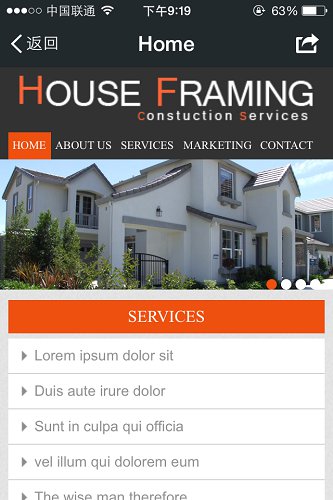 中国联通 下午9:19 63%
返回 Home
HOUSE FRAMING
Constuction Services
HOME ABOUT US SERVICES MARKETING CONTACT
SERVICES
Lorem ipsum dolor sit
Duis aute irure dolor
Sunt in culpa qui officia
vel illum qui dolorem eum
The wise man therefore